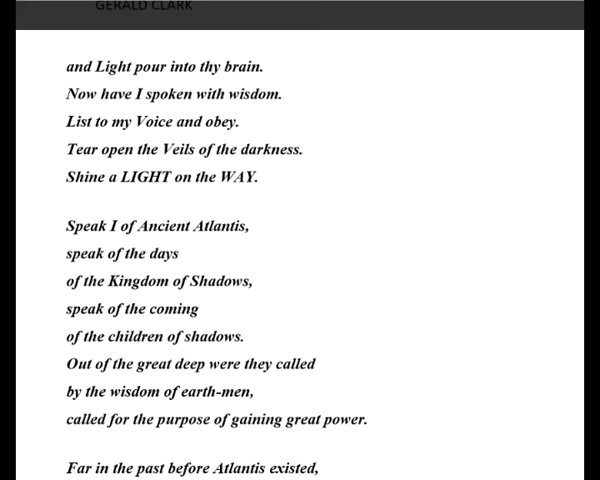 GERALD CLARK
and Light pour into thy brain.
Now have I spoken with wisdom.
List to my Voice and obey.
Tear open the Veils of the darkness.
Shine a LIGHT on the WAY.
Speak I of Ancient Atlantis,
speak of the days
of the Kingdom of Shadows,
speak of the coming
of the children of shadows.
Out of the great deep were they called
by the wisdom of earth-men,
called for the purpose of gaining great power.
Far in the past before Atlantis existed,